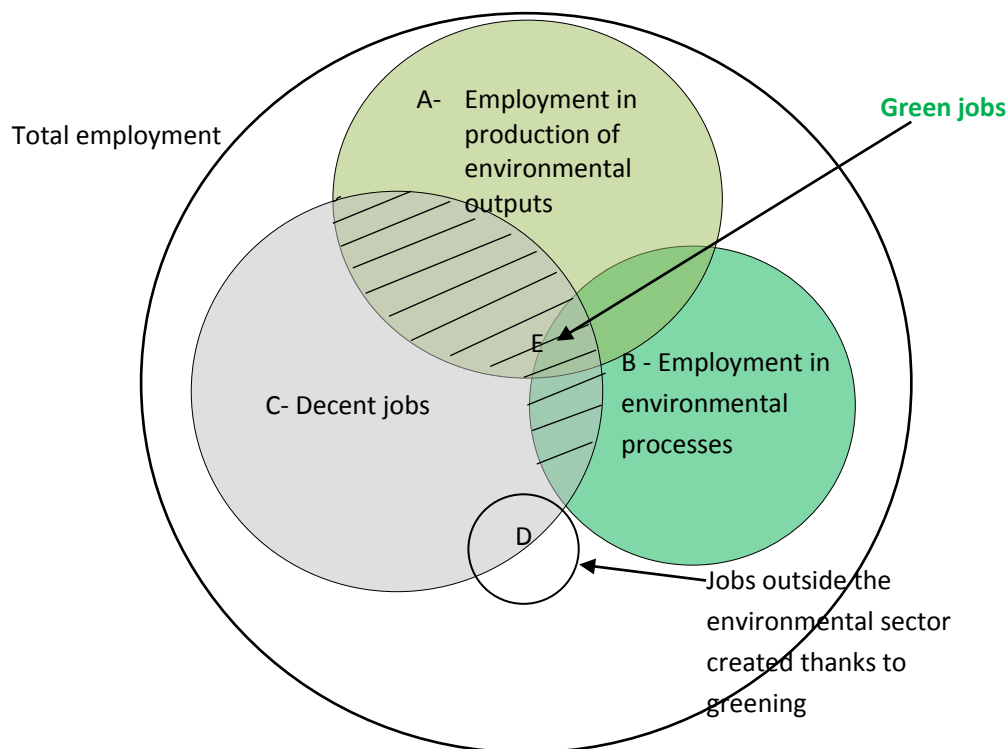 Total employment
A- Employment in
production of
environmental
outputs
Green jobs
E
B - Employment in
environmental
processes
C- Decent jobs
D
Jobs outside the
environmental sector
created thanks to
greening